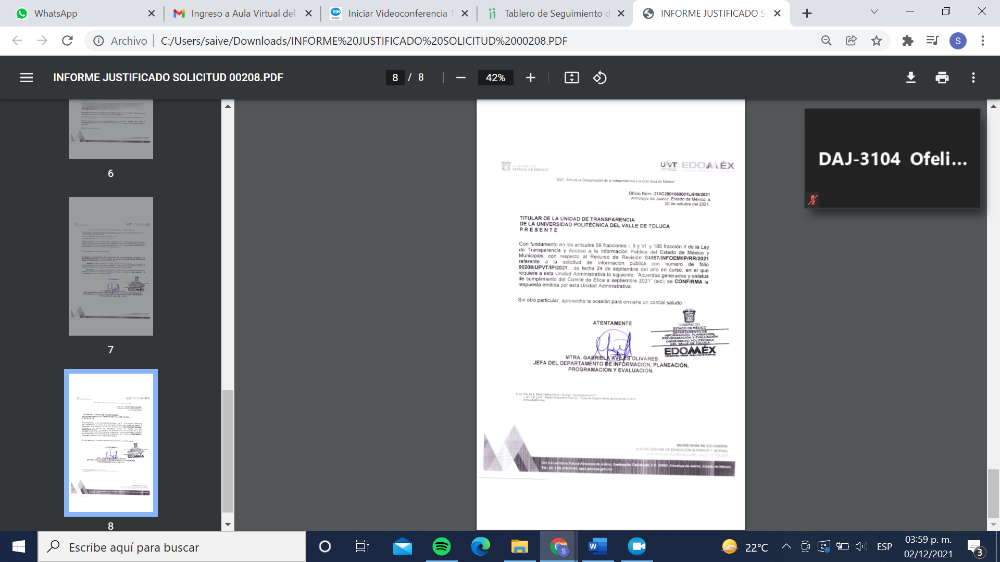 WhatsApp
Ingreso a Aula Virtual del
Iniciar Videoconferencia T
Tablero de Seguimiento d
INFORME JUSTIFICADO S
Archivo
C:/Users/saive/Downloads/INFORME%20JUSTIFICADO%20SOLICITUD%2000208.PDF
S
INFORME JUSTIFICADO SOLICITUD 00208.PDF
8 / 8
42%
6
7
8
GOBIERNO DEL
ESTADO DE MÉXICO
UPVT EDOMÉX
"2021. Año de la Consumación de la Independencia y la Grandeza de México"
Oficio Núm.:210C2801060001L/845/2021
Almoloya de Juárez, Estado de México, a
20 de octubre del 2021.
TITULAR DE LA UNIDAD DE TRANSPARENCIA
DE LA UNIVERSIDAD POLITÉCNICA DEL VALLE DE TOLUCA
P R E S E N T E
Con fundamento en los artículos 59 fracciones I, II y VI y 185 fracción II de la Ley
de Transparencia y Acceso a la información Pública del Estado de México y
Municipios, con respecto al Recurso de Revisión 04957/INFOEM/IP/RR/2021
referente a la solicitud de información pública con número de folio
00208/UPVT/IP/2021, de fecha 24 de septiembre del año en curso, en el que
requiere a esta Unidad Administrativa lo siguiente: "Acuerdos generados y estatus
de cumplimiento del Comité de Ética a septiembre 2021" (sic); se CONFIRMA la
respuesta emitida por esta Unidad Administrativa.
Sin otro particular, aprovecho la ocasión para enviarle un cordial saludo
ATENTAMENTE
MTRA. GABRIELA AVILÉS OLIVARES
JEFA DEL DEPARTAMENTO DE INFORMACIÓN, PLANEACIÓN,
PROGRAMACIÓN Y EVALUACIÓN.
GOBIERNO DEL
ESTADO DE MÉXICO
DEPARTAMENTO DE
INFORMACIÓN, PLANEACIÓN,
PROGRAMACIÓN Y EVALUACIÓN
UNIVERSIDAD POLITÉCNICA
DEL VALLE DE TOLUCA
EDOMÉX
DECISIONES FIRMES, RESULTADOS FUERTES.
SECRETARÍA DE EDUCACIÓN
SUBSECRETARÍA DE EDUCACIÓN SUPERIOR Y NORMAL
UNIVERSIDAD POLITÉCNICA DEL VALLE DE TOLUCA
Km 5.6 carretera Toluca-Almoloya de Juárez, Santiaguito Tlalcilalcali, C.P. 50904, Almoloya de Juárez, Estado de México.
DAJ-3104 Ofeli...
Escribe aquí para buscar
22°C
ESP
03:59 p. m.
02/12/2021
3